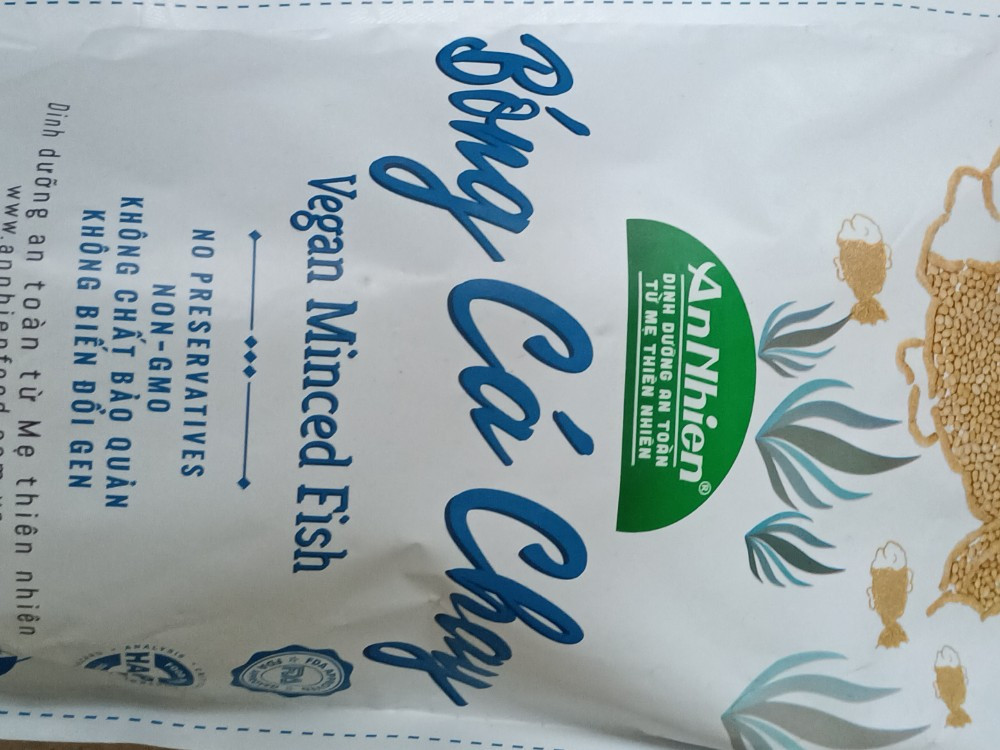 AnNhien®
DINH DƯỠNG AN TOÀN
TỪ MẸ THIÊN NHIÊN
Bóng Cá Chay
Vegan Minced Fish
NO PRESERVATIVES
NON-GMO
KHÔNG CHẤT BẢO QUẢN
KHÔNG BIẾN ĐỔI GEN
FDA
Dinh dưỡng an toàn từ Mẹ thiên nhiên